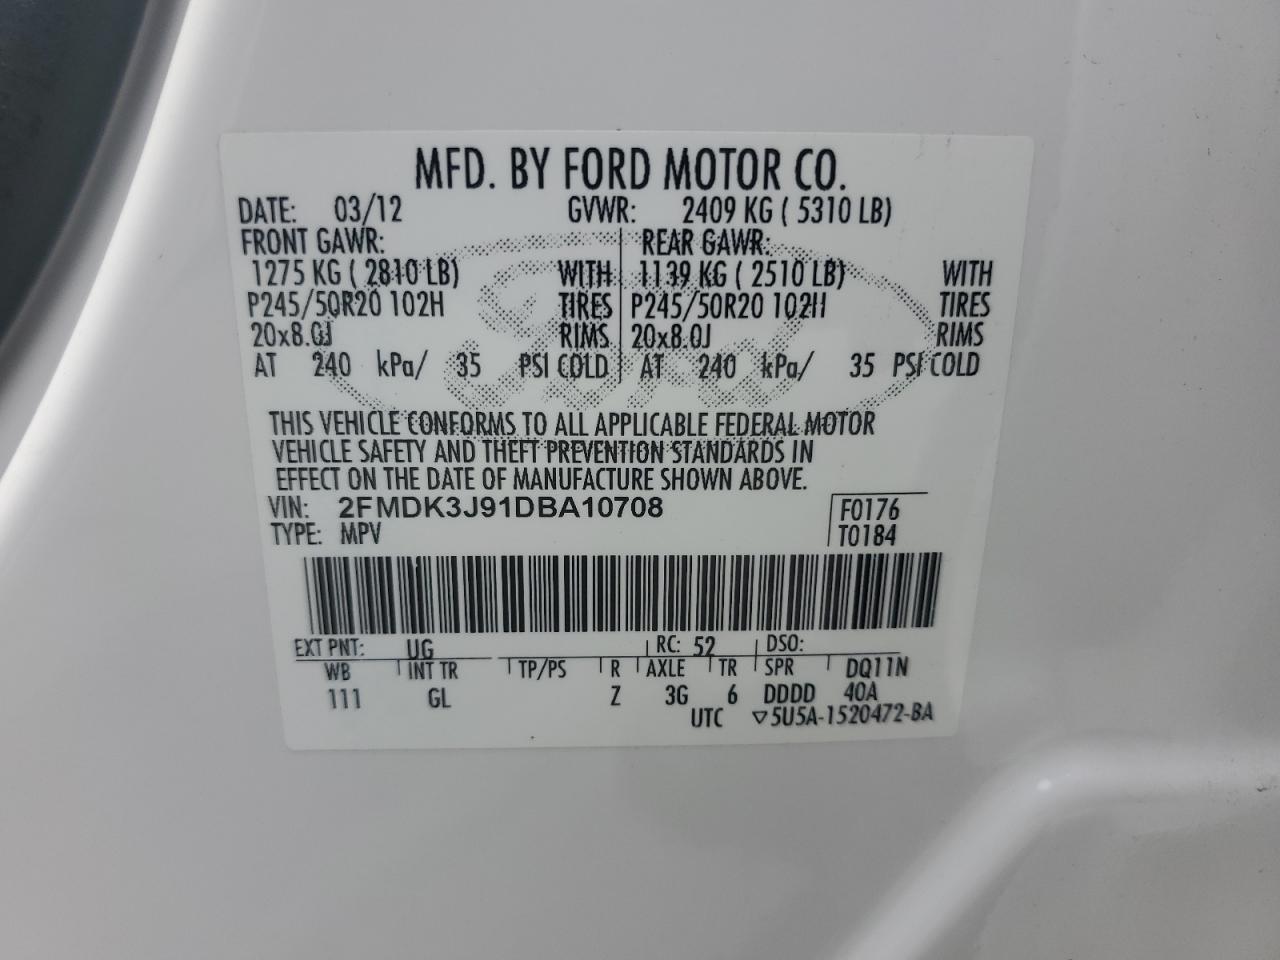 MFD. BY FORD MOTOR CO.
DATE: 03/12 GVWR: 2409 KG ( 5310 LB)
FRONT GAWR: REAR GAWR:
1275 KG ( 2810 LB) WITH 1139 KG ( 2510 LB) WITH
P245/50R20 102H TIRES P245/50R20 102H TIRES
20x8.0J RIMS 20x8.0J RIMS
AT 240 kPa/ 35 PSI COLD AT 240 kPa/ 35 PSI COLD
Ford
THIS VEHICLE CONFORMS TO ALL APPLICABLE FEDERAL MOTOR
VEHICLE SAFETY AND THEFT PREVENTION STANDARDS IN
EFFECT ON THE DATE OF MANUFACTURE SHOWN ABOVE.
VIN: 2FMDK3J91DBA10708 F0176
TYPE: MPV T0184
EXT PNT: UG RC: 52 DSO:
WB INT TR TP/PS R AXLE TR SPR DQ11N
111 GL Z 3G 6 DDDD 40A
UTC ▽5U5A-1520472-BA